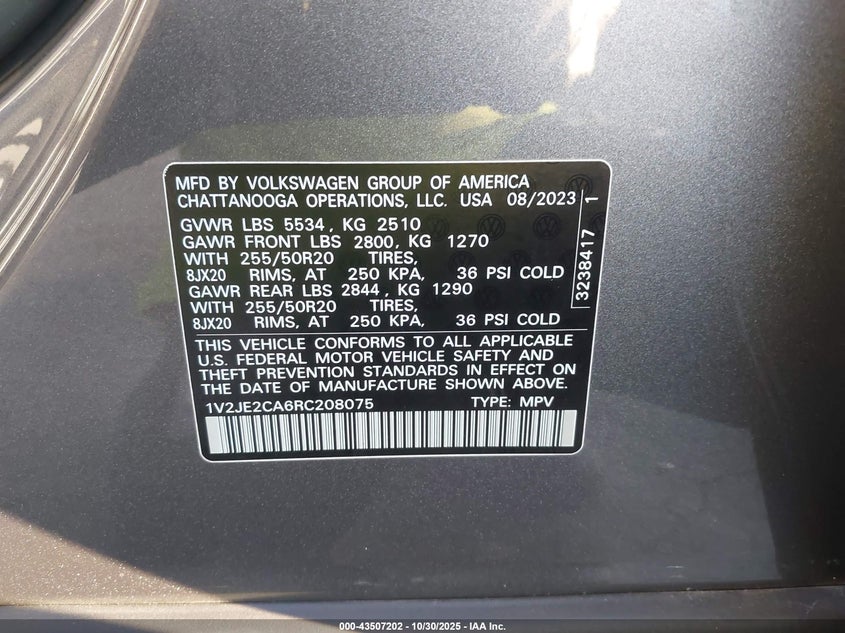 MFD BY VOLKSWAGEN GROUP OF AMERICA
CHATTANOOGA OPERATIONS, LLC. USA 08/2023
GVWR LBS 5534, KG 2510
GAWR FRONT LBS 2800, KG 1270
WITH 255/50R20 TIRES,
8JX20 RIMS, AT 250 KPA, 36 PSI COLD
GAWR REAR LBS 2844, KG 1290
WITH 255/50R20 TIRES,
8JX20 RIMS, AT 250 KPA, 36 PSI COLD
THIS VEHICLE CONFORMS TO ALL APPLICABLE
U.S. FEDERAL MOTOR VEHICLE SAFETY AND
THEFT PREVENTION STANDARDS IN EFFECT ON
THE DATE OF MANUFACTURE SHOWN ABOVE.
1V2JE2CA6RC208075 TYPE: MPV
3238417 1
000-43507202 - 10/30/2025 - IAA Inc.